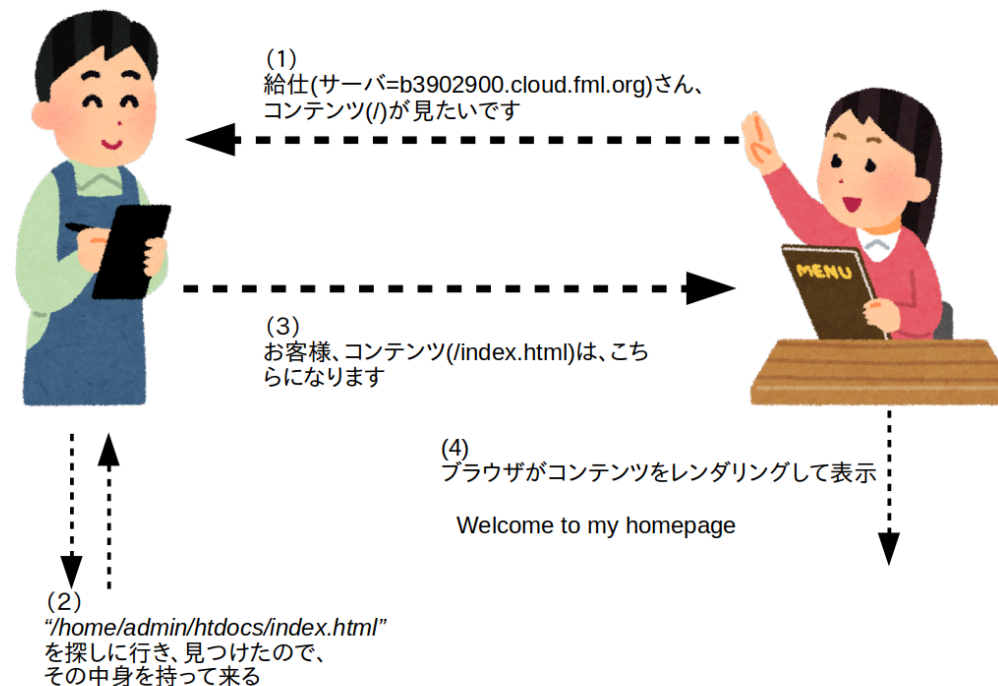 (1)
給仕(サーバ=b3902900.cloud.fml.org)さん、
コンテンツ(/)が見たいです
MENU
(3)
お客様、コンテンツ(/index.html)は、こち
らになります
(4)
ブラウザがコンテンツをレンダリングして表示
Welcome to my homepage
(2)
“/home/admin/htdocs/index.html”
を探しに行き、見つけたので、
その中身を持って来る